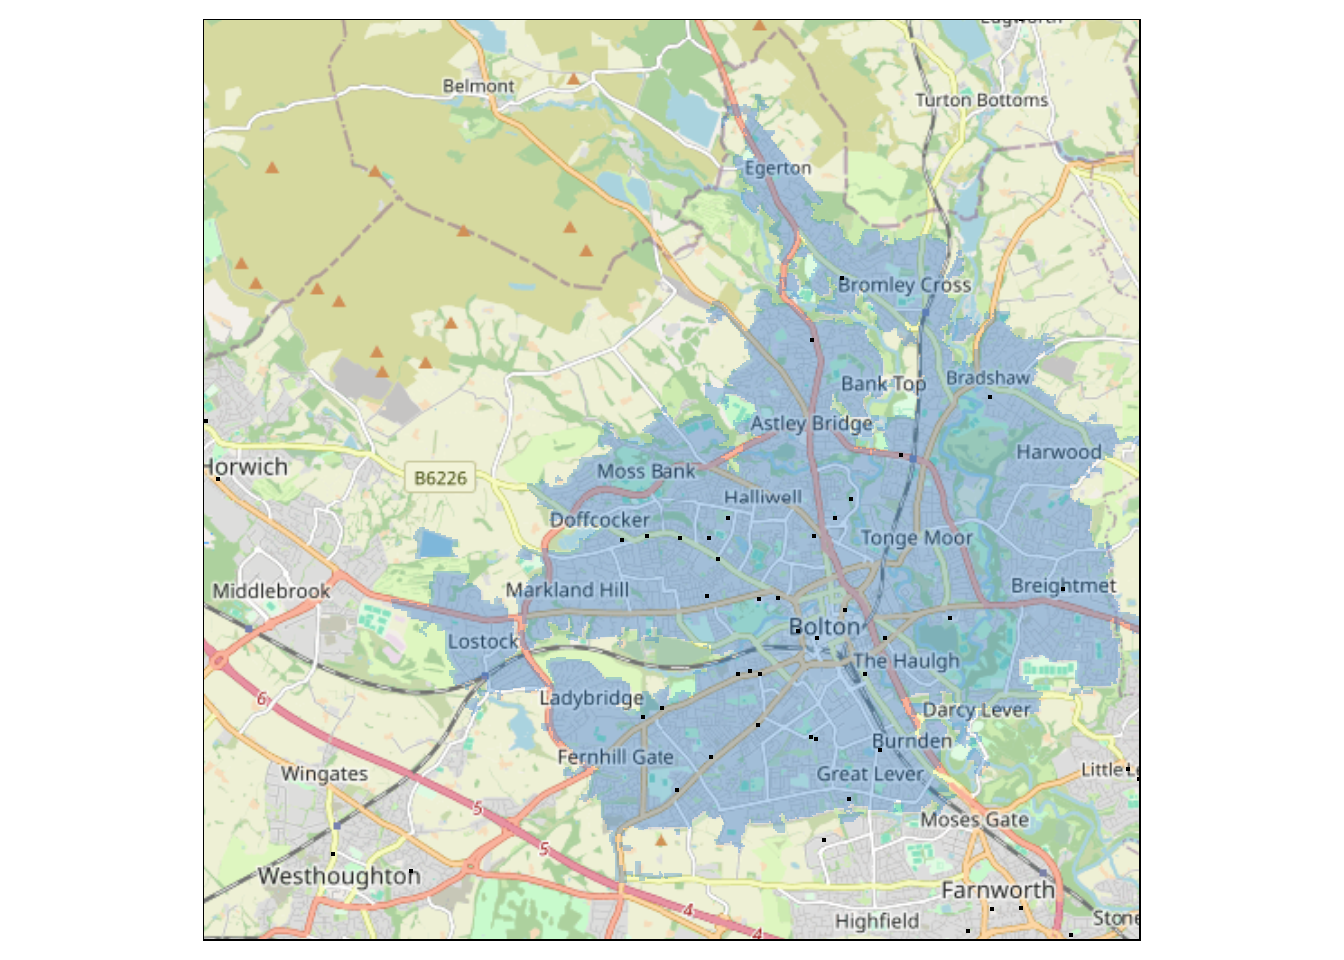 Belmont
Turton Bottoms
Egerton
Bromley Cross
Bank Top
Bradshaw
Astley Bridge
Harwood
Horwich
Moss Bank
B6226
Halliwell
Doffcocker
Tonge Moor
Middlebrook
Markland Hill
Breightmet
Bolton
Lostock
The Haulgh
6
Ladybridge
Darcy Lever
Burnden
Fernhill Gate
Wingates
Great Lever
Little
5
Moses Gate
5
Westhoughton
Farnworth
4
Highfield
Stone
4